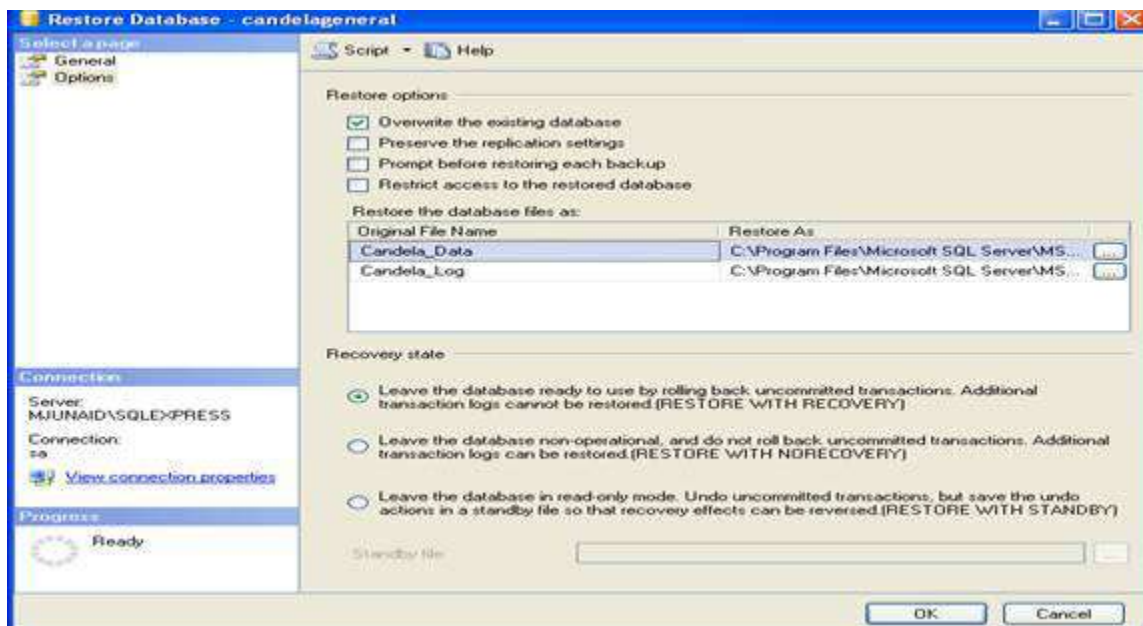 Restore Database - candelageneral
Select a page
General
Options
Script
Help
Restore options
Overwrite the existing database
Preserve the replication settings
Prompt before restoring each backup
Restrict access to the restored database
Restore the database files as:
Original File Name Restore As
Candela_Data C:\Program Files\Microsoft SQL Server\MS... ...
Candela_Log C:\Program Files\Microsoft SQL Server\MS... ...
Recovery state
Leave the database ready to use by rolling back uncommitted transactions. Additional
transaction logs cannot be restored.(RESTORE WITH RECOVERY)
Leave the database non-operational, and do not roll back uncommitted transactions. Additional
transaction logs can be restored.(RESTORE WITH NORECOVERY)
Leave the database in read-only mode. Undo uncommitted transactions, but save the undo
actions in a standby file so that recovery effects can be reversed.(RESTORE WITH STANDBY)
Standby file:
Connection
Server:
MJUNAID\SQLEXPRESS
Connection:
sa
View connection properties
Progress
Ready
OK Cancel